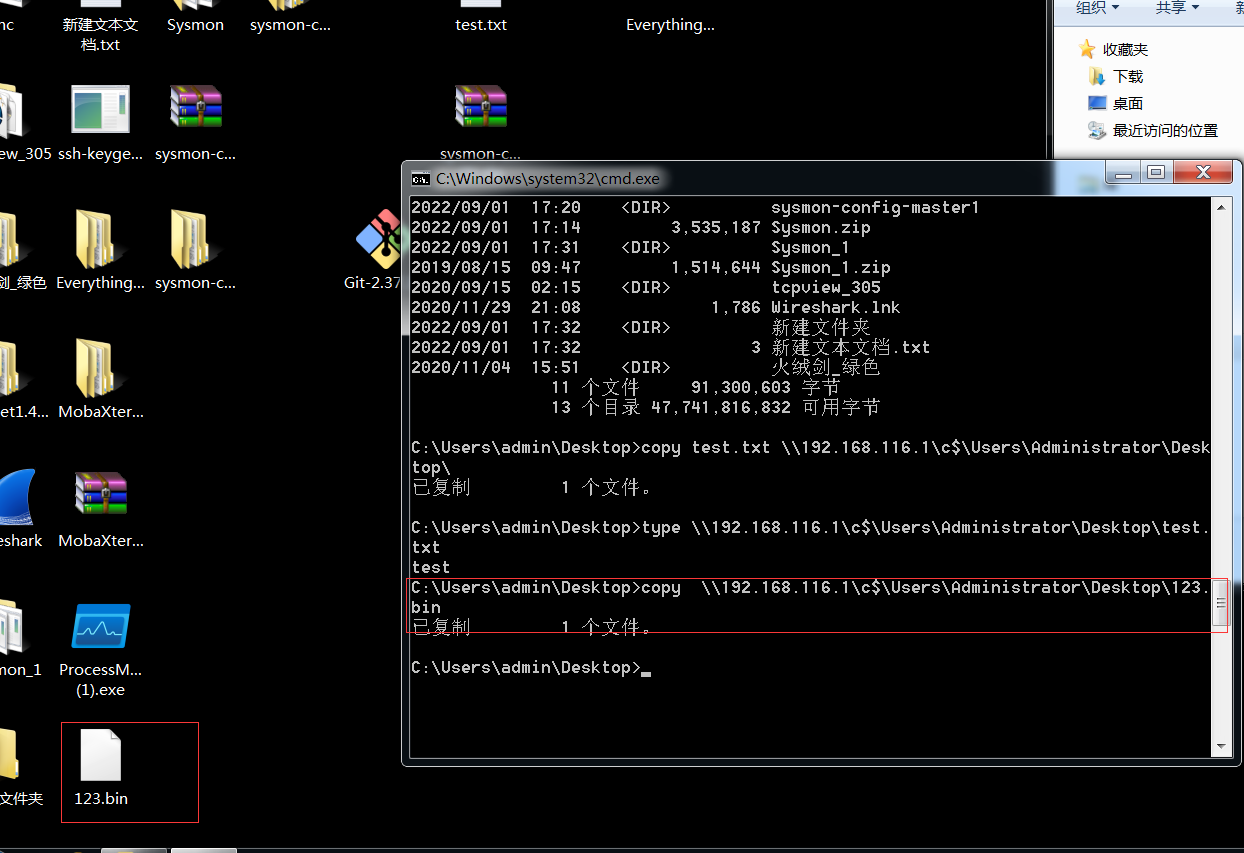 nc
新建文本文
档.txt
Sysmon
sysmon-c...
test.txt
Everything...
组织
共享
收藏夹
下载
桌面
最近访问的位置
ew_305
ssh-keyge...
sysmon-c...
sysmon-c...
剑_绿色
Everything...
sysmon-c...
Git-2.37
et1.4...
MobaXter...
eshark
MobaXter...
mon_1
ProcessM...
(1).exe
文件夹
123.bin
C:\Windows\system32\cmd.exe
2022/09/01  17:20    <DIR>          sysmon-config-master1
2022/09/01  17:14         3,535,187 Sysmon.zip
2022/09/01  17:31    <DIR>          Sysmon_1
2019/08/15  09:47         1,514,644 Sysmon_1.zip
2020/09/15  02:15    <DIR>          tcpview_305
2020/11/29  21:08             1,786 Wireshark.lnk
2022/09/01  17:32    <DIR>          新建文件夹
2022/09/01  17:32                 3 新建文本文档.txt
2020/11/04  15:51    <DIR>          火绒剑_绿色
11 个文件     91,300,603 字节
13 个目录 47,741,816,832 可用字节
C:\Users\admin\Desktop>copy test.txt \\192.168.116.1\c$\Users\Administrator\Desk
top\
已复制         1 个文件。
C:\Users\admin\Desktop>type \\192.168.116.1\c$\Users\Administrator\Desktop\test.
txt
test
C:\Users\admin\Desktop>copy  \\192.168.116.1\c$\Users\Administrator\Desktop\123.
bin
已复制         1 个文件。
C:\Users\admin\Desktop>